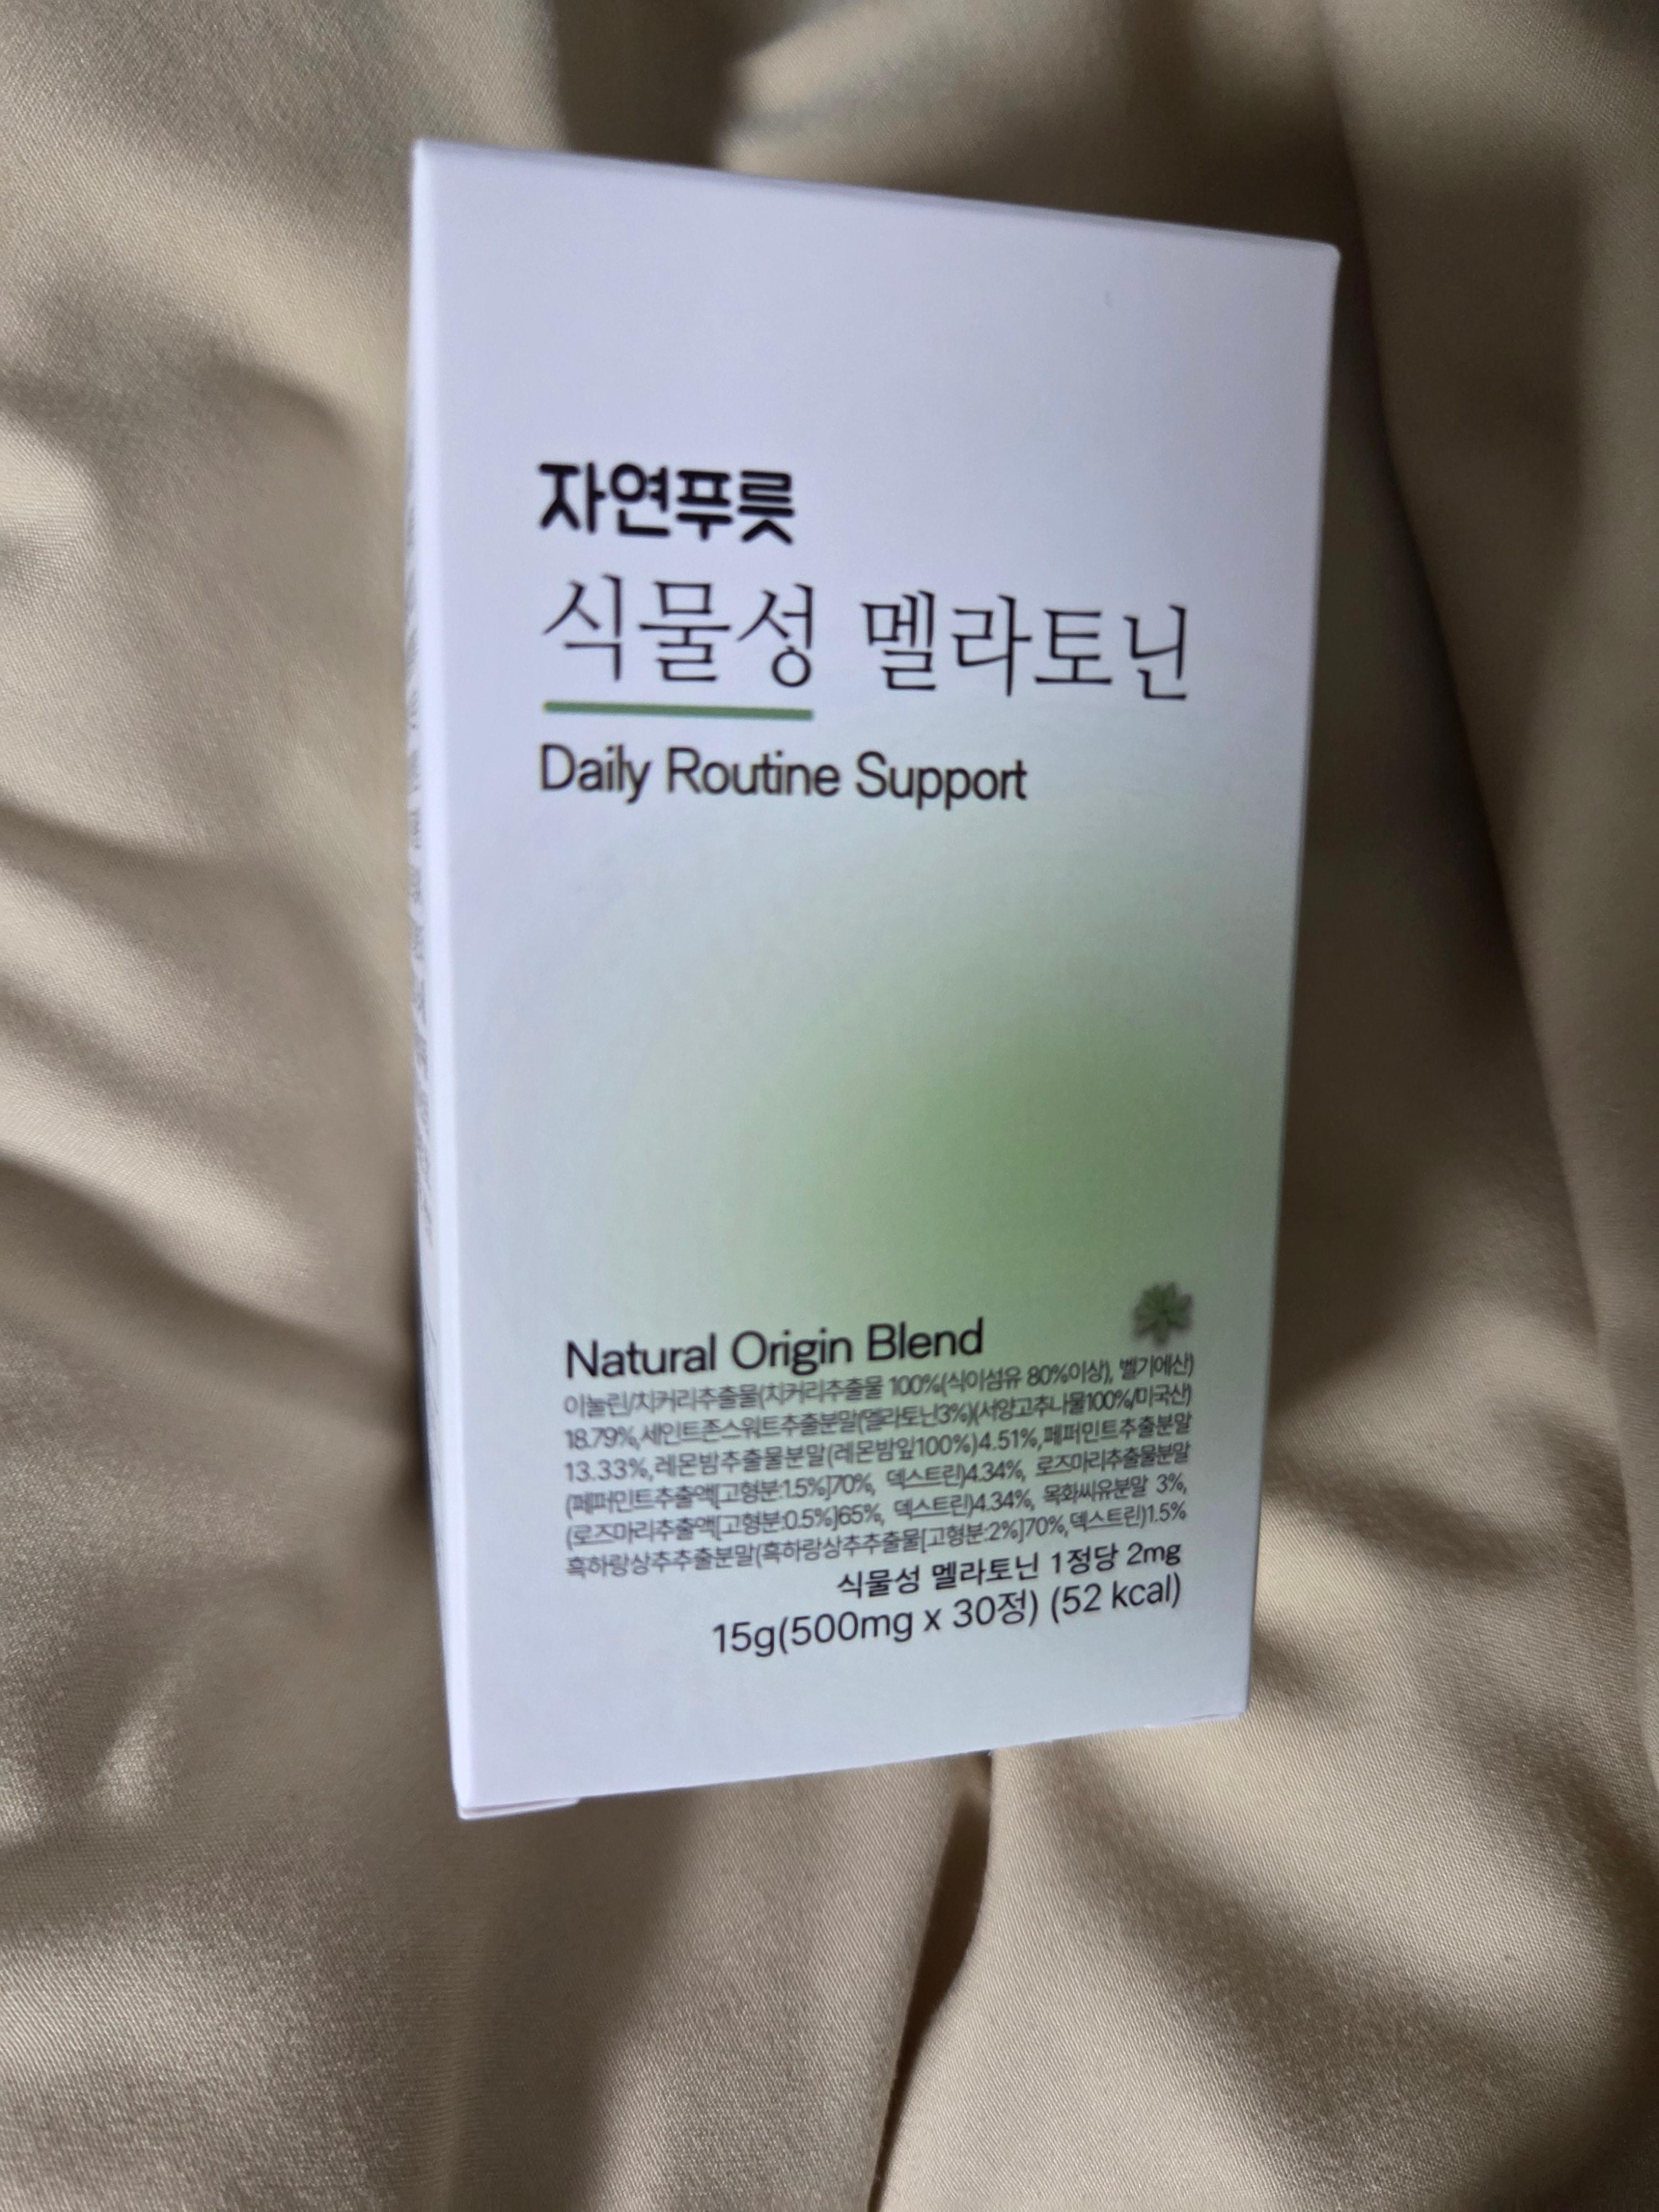 자연푸릇
식물성 멜라토닌
Daily Routine Support
Natural Origin Blend
이눌린/치커리추출물(치커리추출물 100%(식이섬유 80%이상), 벨기에산)
18.79%,세인트존스워트추출분말(멜라토닌3%)(서양고추나물100%/미국산)
13.33%,레몬밤추출물분말(레몬밤잎100%)4.51%,페퍼민트추출분말
(페퍼민트추출액[고형분:1.5%]70%, 덱스트린)4.34%, 로즈마리추출물분말
(로즈마리추출액[고형분:0.5%]65%, 덱스트린)4.34%, 목화씨유분말 3%,
흑하랑상추추출분말(흑하랑상추추출물[고형분:2%]70%,덱스트린)1.5%
식물성 멜라토닌 1정당 2mg
15g(500mg x 30정) (52 kcal)